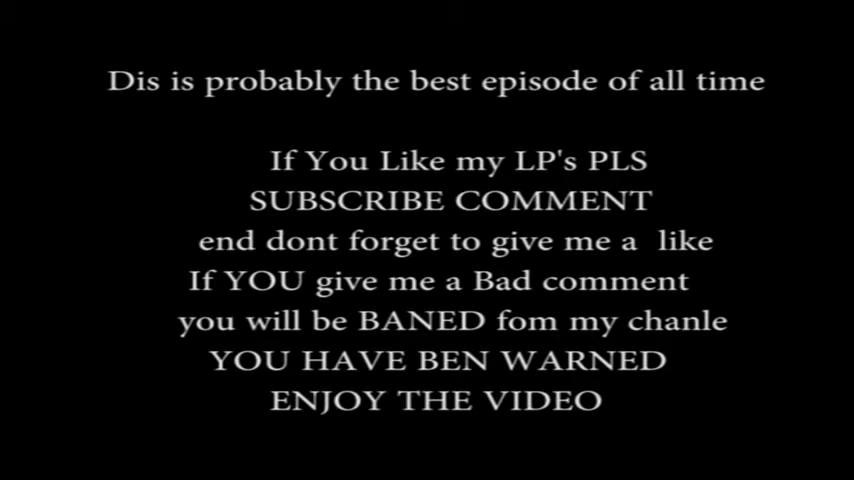 Dis is probably the best episode of all time
If You Like my LP's PLS
SUBSCRIBE COMMENT
end dont forget to give me a like
If YOU give me a Bad comment
you will be BANED fom my chanle
YOU HAVE BEN WARNED
ENJOY THE VIDEO